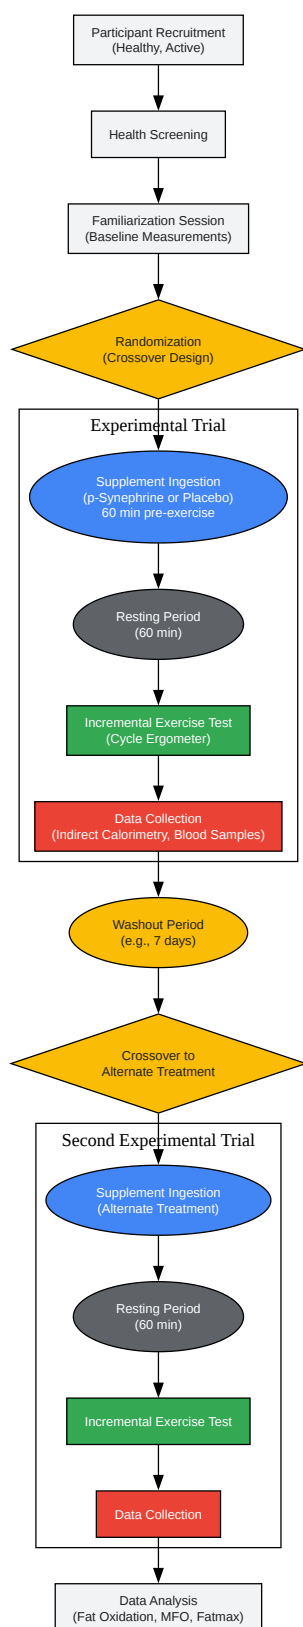 Participant Recruitment
(Healthy, Active)
Health Screening
Familiarization Session
(Baseline Measurements)
Randomization
(Crossover Design)
Experimental Trial
Supplement Ingestion
(p-Synephrine or Placebo)
60 min pre-exercise
Resting Period
(60 min)
Incremental Exercise Test
(Cycle Ergometer)
Data Collection
(Indirect Calorimetry, Blood Samples)
Washout Period
(e.g., 7 days)
Crossover to
Alternate Treatment
Second Experimental Trial
Supplement Ingestion
(Alternate Treatment)
Resting Period
(60 min)
Incremental Exercise Test
Data Collection
Data Analysis
(Fat Oxidation, MFO, Fatmax)